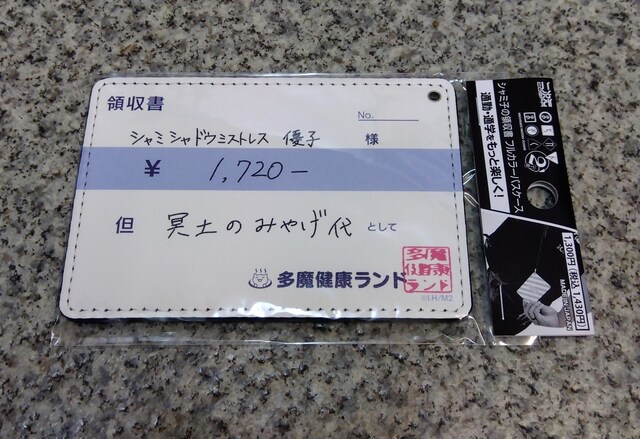 領収書
No.
シャミシャドウミストレス 優子 様
¥ 1,720−
但 冥土のみやげ代 として
多魔健康ランド
多魔
健康
ランド
©I.H/M2
シャミ子の領収書 フルカラーパスケース
通勤・通学をもっと楽しく!
1,300円(税込1,430円)
MADE IN JAPAN